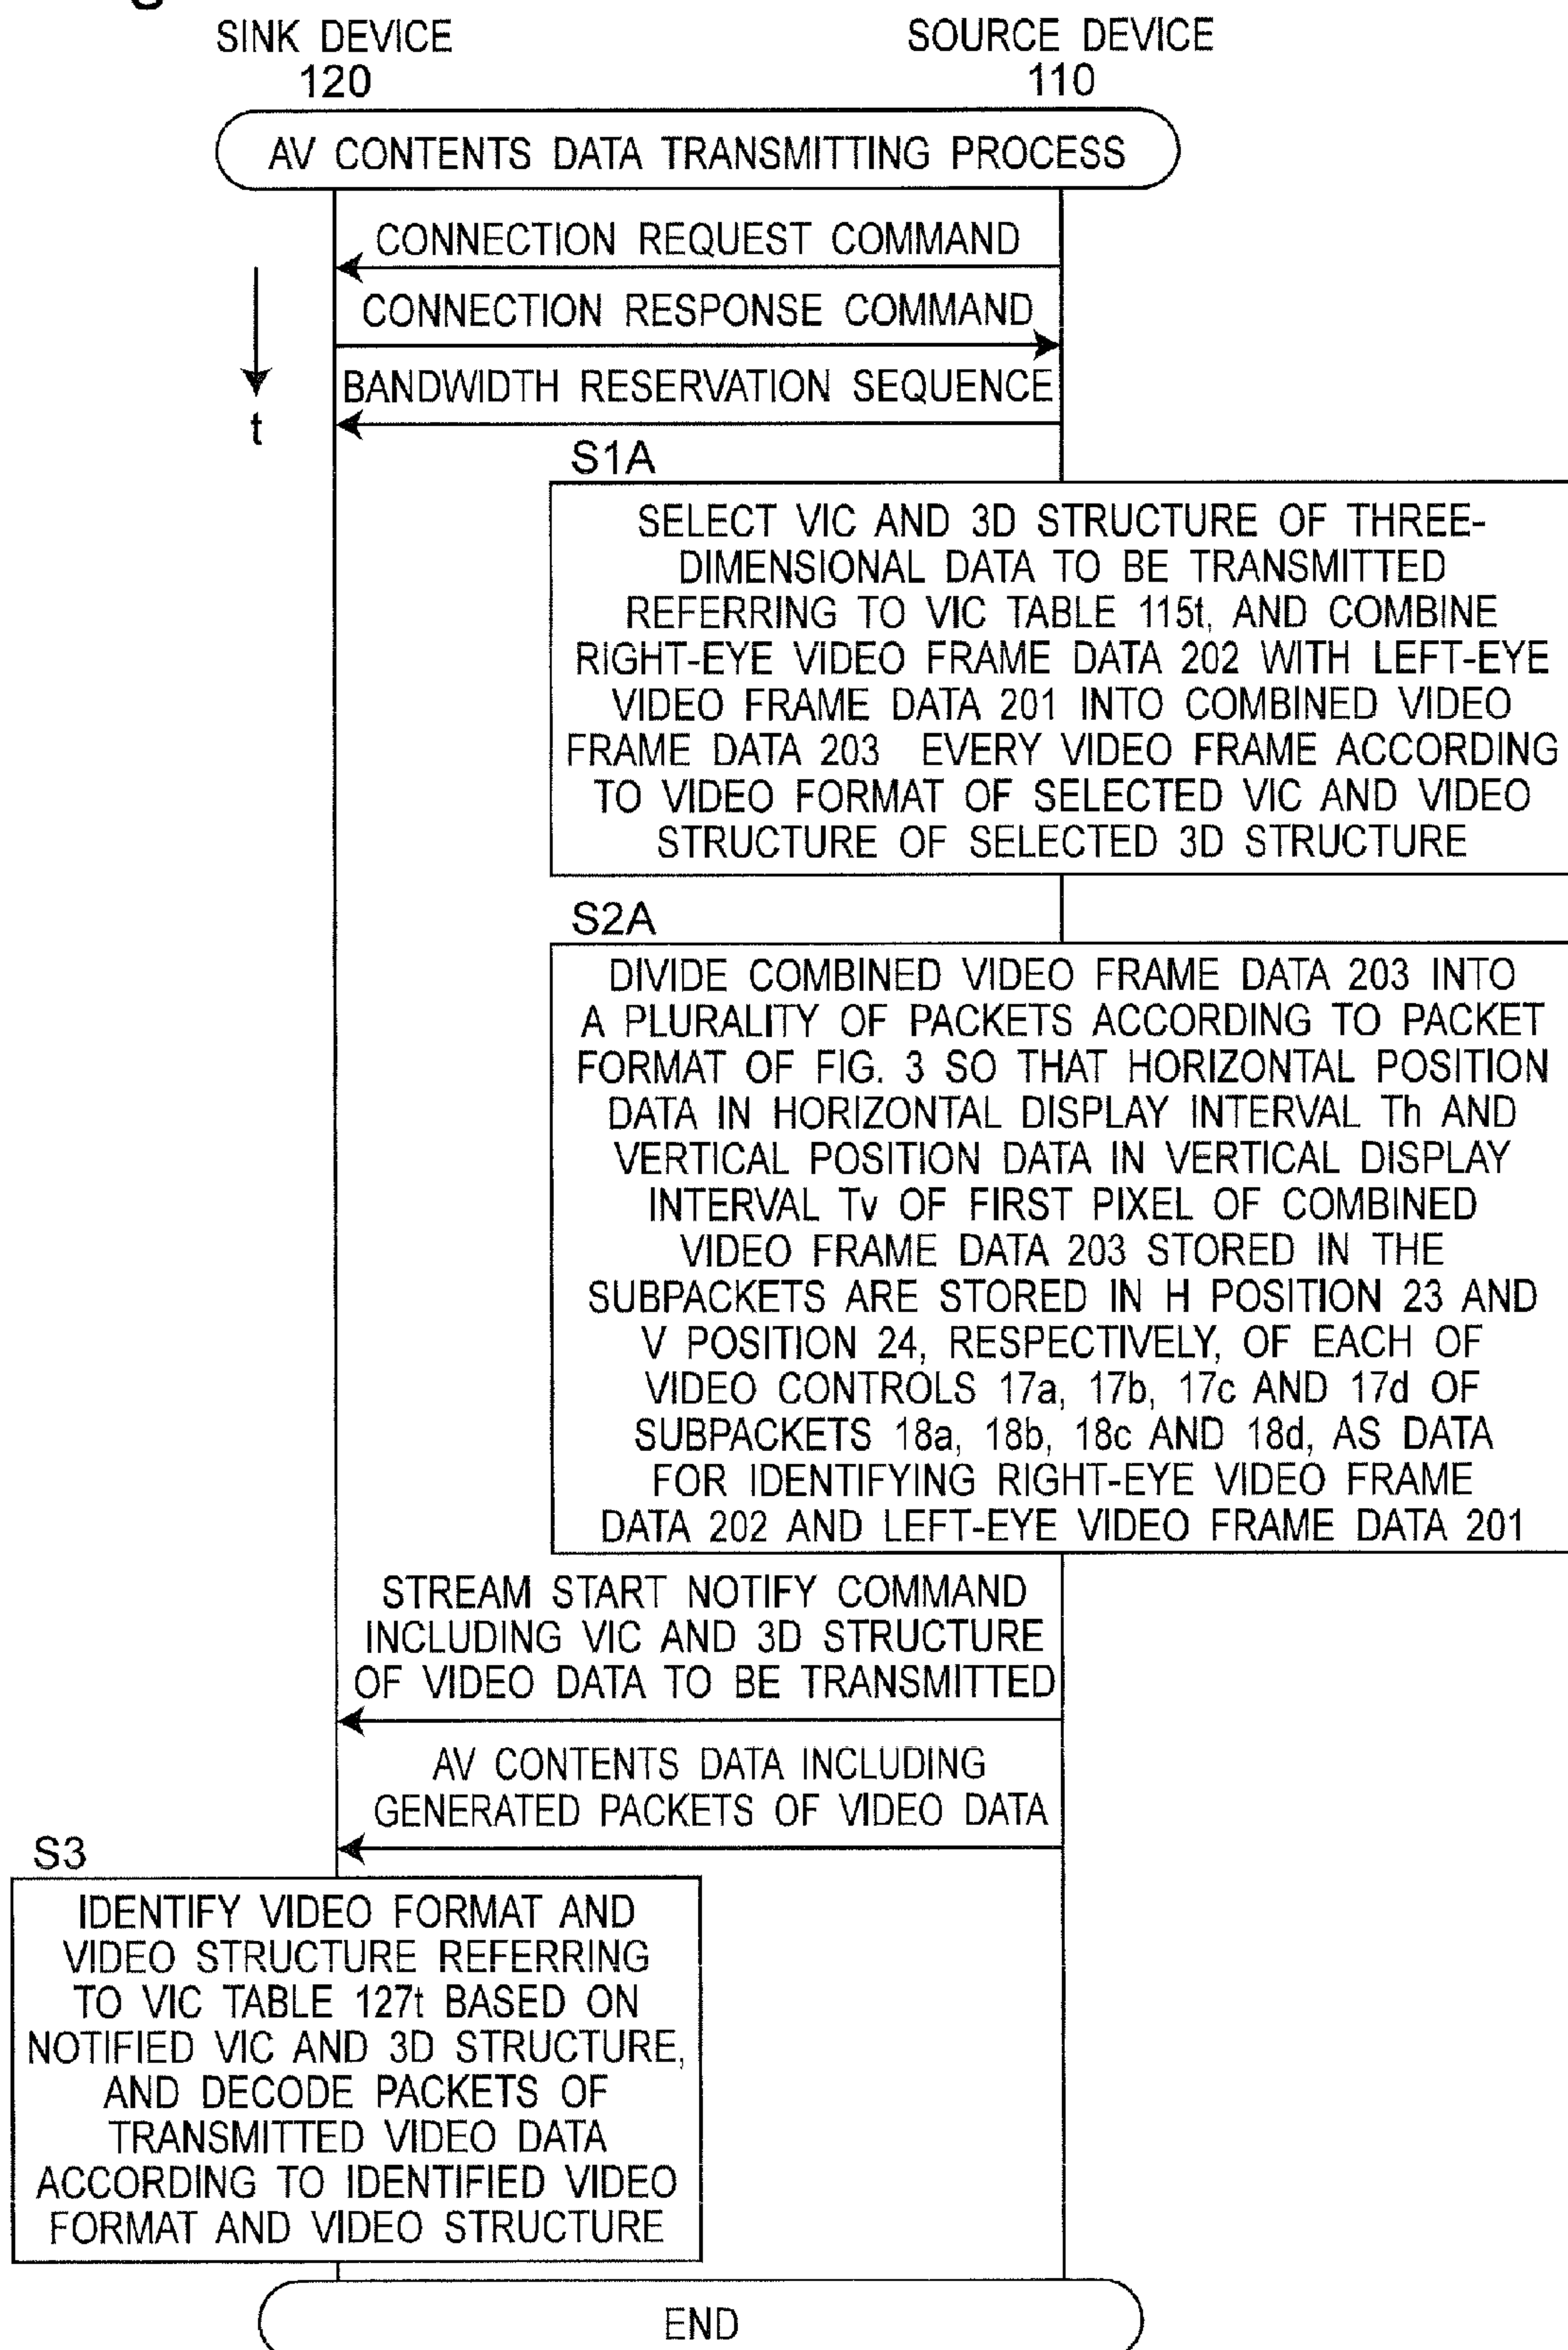 SINK DEVICE
120
SOURCE DEVICE
110
AV CONTENTS DATA TRANSMITTING PROCESS
CONNECTION REQUEST COMMAND
CONNECTION RESPONSE COMMAND
BANDWIDTH RESERVATION SEQUENCE
t
S1A
SELECT VIC AND 3D STRUCTURE OF THREE-
DIMENSIONAL DATA TO BE TRANSMITTED
REFERRING TO VIC TABLE 115t, AND COMBINE
RIGHT-EYE VIDEO FRAME DATA 202 WITH LEFT-EYE
VIDEO FRAME DATA 201 INTO COMBINED VIDEO
FRAME DATA 203 EVERY VIDEO FRAME ACCORDING
TO VIDEO FORMAT OF SELECTED VIC AND VIDEO
STRUCTURE OF SELECTED 3D STRUCTURE
S2A
DIVIDE COMBINED VIDEO FRAME DATA 203 INTO
A PLURALITY OF PACKETS ACCORDING TO PACKET
FORMAT OF FIG. 3 SO THAT HORIZONTAL POSITION
DATA IN HORIZONTAL DISPLAY INTERVAL Th AND
VERTICAL POSITION DATA IN VERTICAL DISPLAY
INTERVAL Tv OF FIRST PIXEL OF COMBINED
VIDEO FRAME DATA 203 STORED IN THE
SUBPACKETS ARE STORED IN H POSITION 23 AND
V POSITION 24, RESPECTIVELY, OF EACH OF
VIDEO CONTROLS 17a, 17b, 17c AND 17d OF
SUBPACKETS 18a, 18b, 18c AND 18d, AS DATA
FOR IDENTIFYING RIGHT-EYE VIDEO FRAME
DATA 202 AND LEFT-EYE VIDEO FRAME DATA 201
STREAM START NOTIFY COMMAND
INCLUDING VIC AND 3D STRUCTURE
OF VIDEO DATA TO BE TRANSMITTED
AV CONTENTS DATA INCLUDING
GENERATED PACKETS OF VIDEO DATA
S3
IDENTIFY VIDEO FORMAT AND
VIDEO STRUCTURE REFERRING
TO VIC TABLE 127t BASED ON
NOTIFIED VIC AND 3D STRUCTURE,
AND DECODE PACKETS OF
TRANSMITTED VIDEO DATA
ACCORDING TO IDENTIFIED VIDEO
FORMAT AND VIDEO STRUCTURE
END